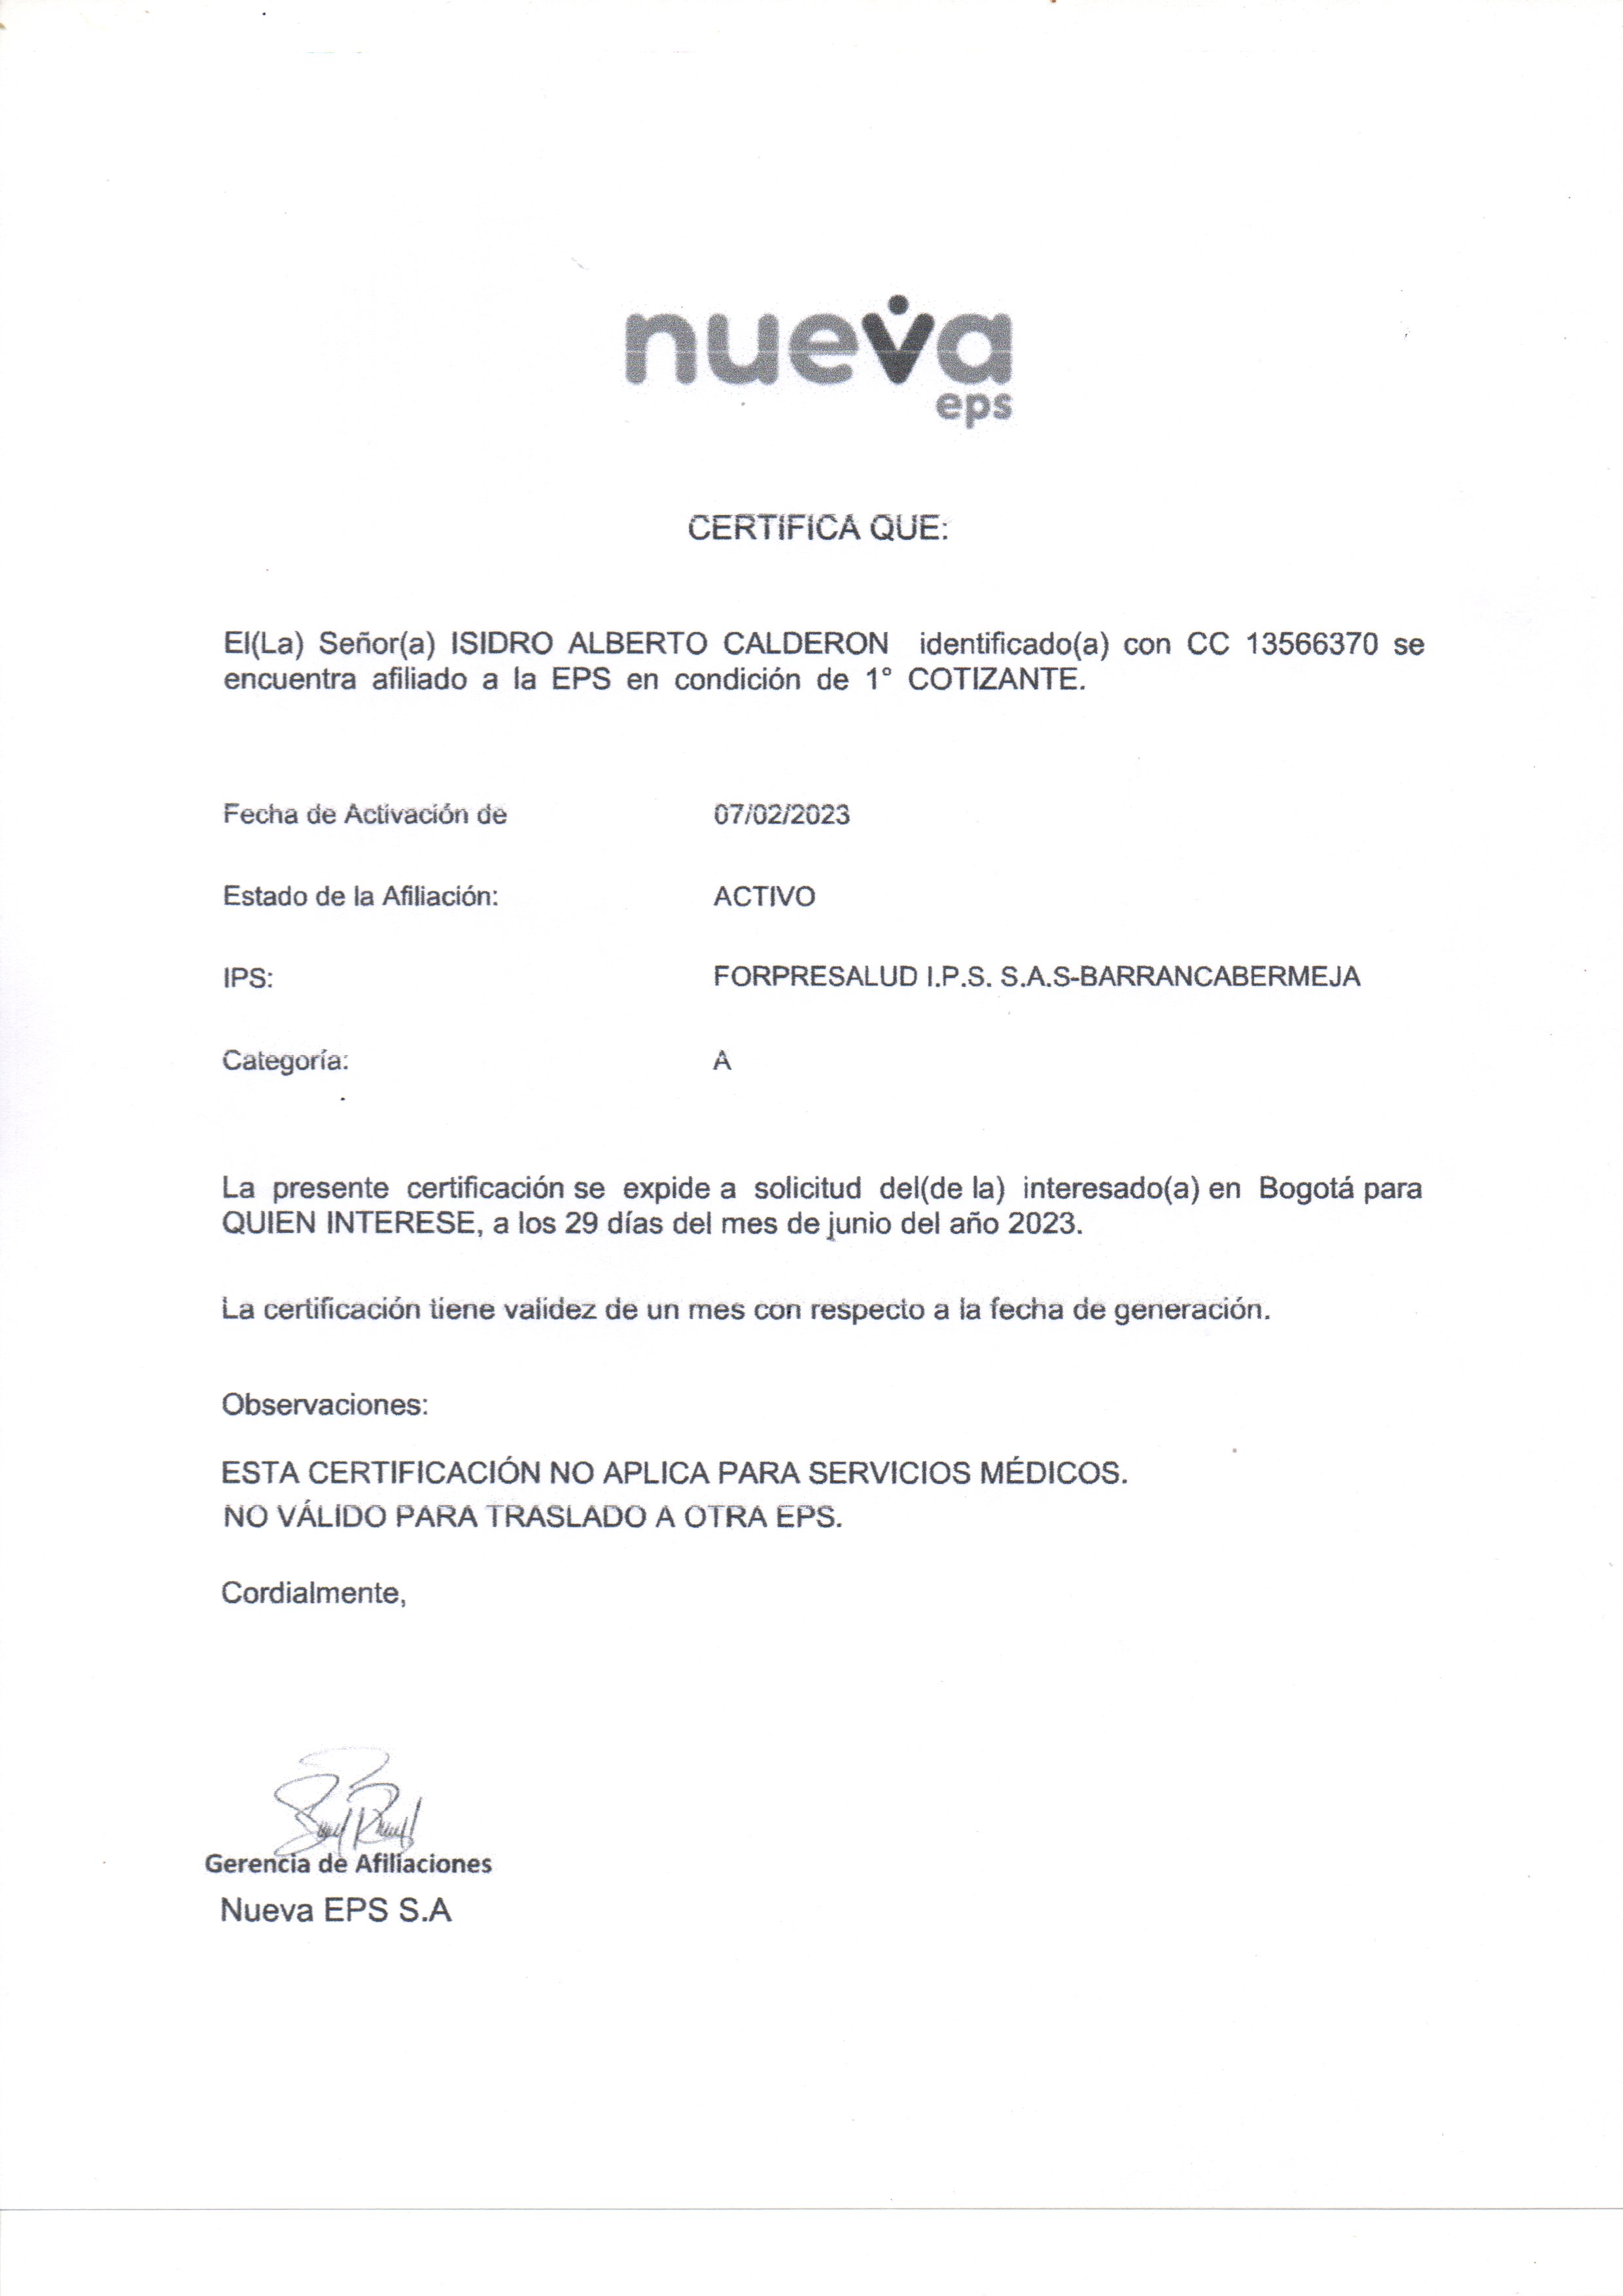 nueva
eps
CERTIFICA QUE:
El(La) Señor(a) ISIDRO ALBERTO CALDERON identificado(a) con CC 13566370 se
encuentra afiliado a la EPS en condición de 1° COTIZANTE.
Fecha de Activación de 07/02/2023
Estado de la Afiliación: ACTIVO
IPS: FORPRESALUD I.P.S. S.A.S-BARRANCABERMEJA
Categoría: A
La presente certificación se expide a solicitud del(de la) interesado(a) en Bogotá para
QUIEN INTERESE, a los 29 días del mes de junio del año 2023.
La certificación tiene validez de un mes con respecto a la fecha de generación.
Observaciones:
ESTA CERTIFICACIÓN NO APLICA PARA SERVICIOS MÉDICOS.
NO VÁLIDO PARA TRASLADO A OTRA EPS.
Cordialmente,
Gerencia de Afiliaciones
Nueva EPS S.A